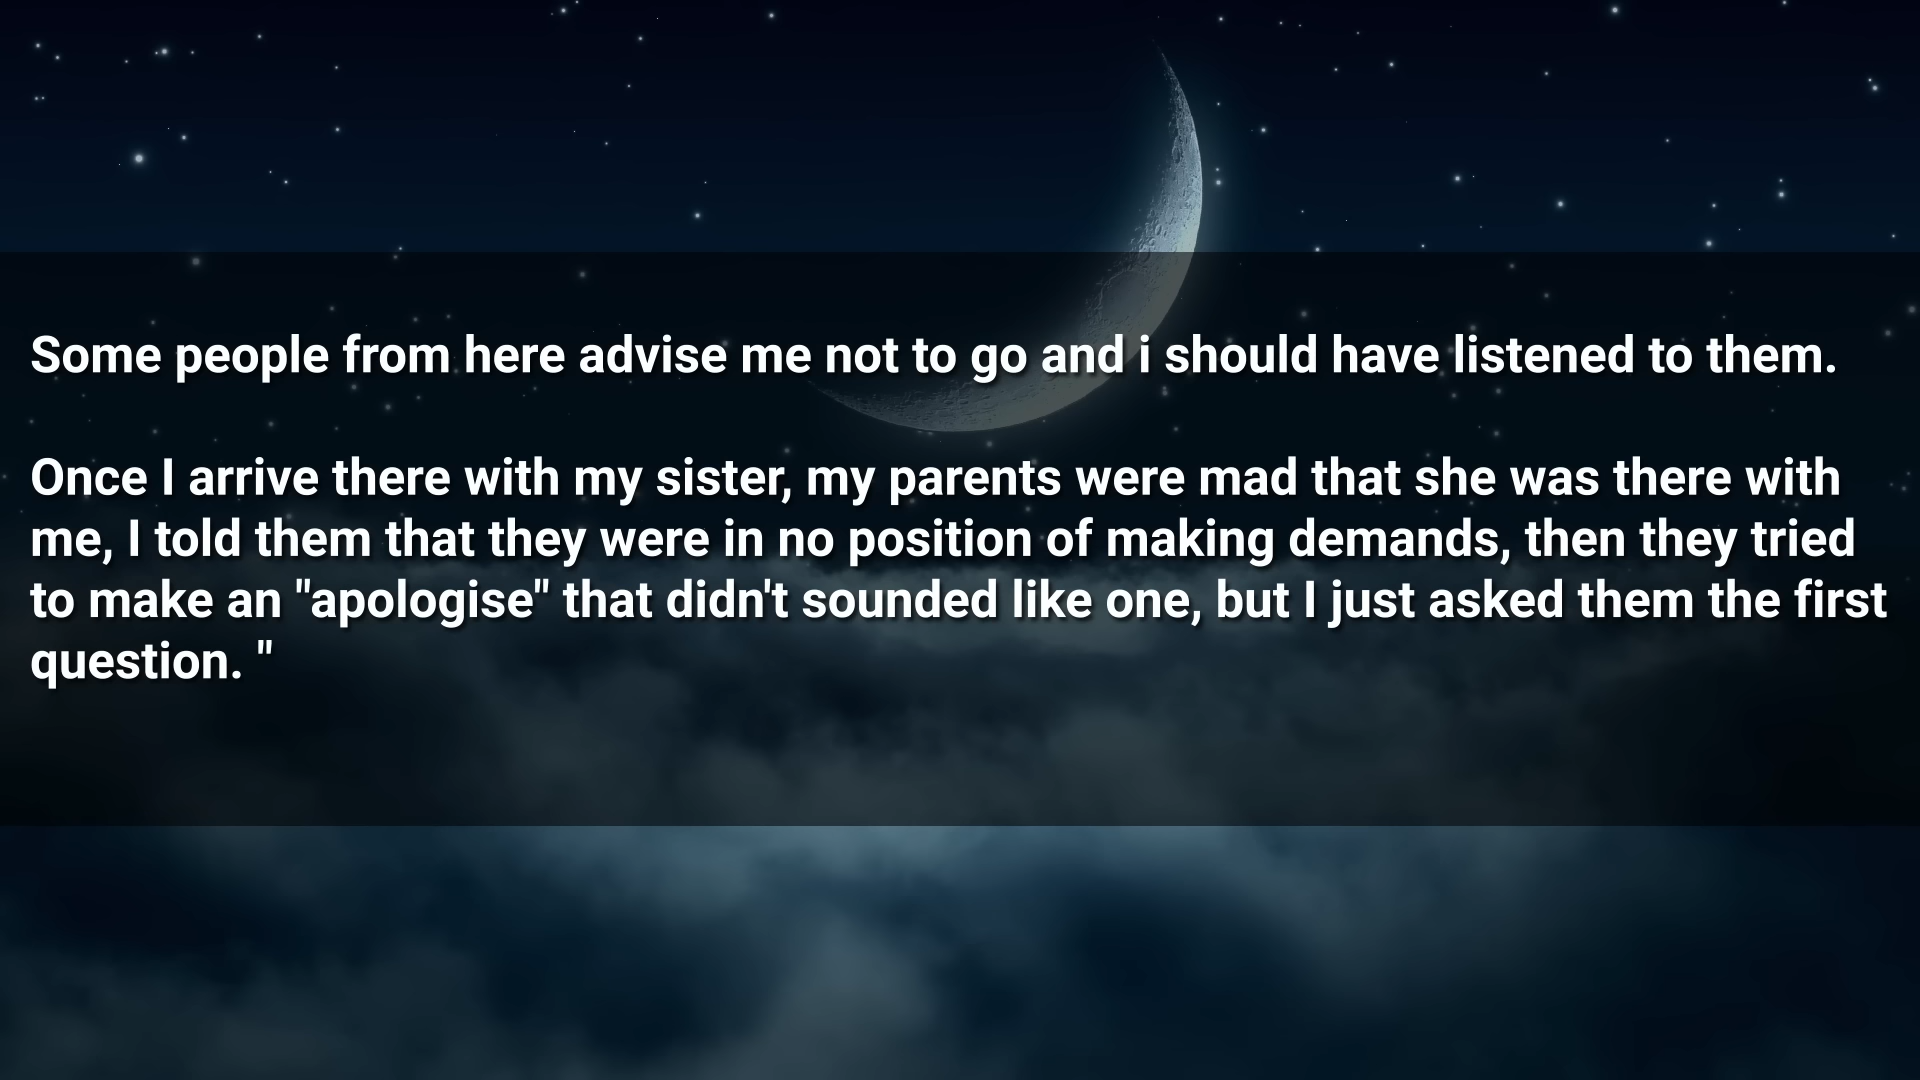 Some people from here advise me not to go and i should have listened to them.
Once I arrive there with my sister, my parents were mad that she was there with
me, I told them that they were in no position of making demands, then they tried
to make an "apologise" that didn't sounded like one, but I just asked them the first
question. "